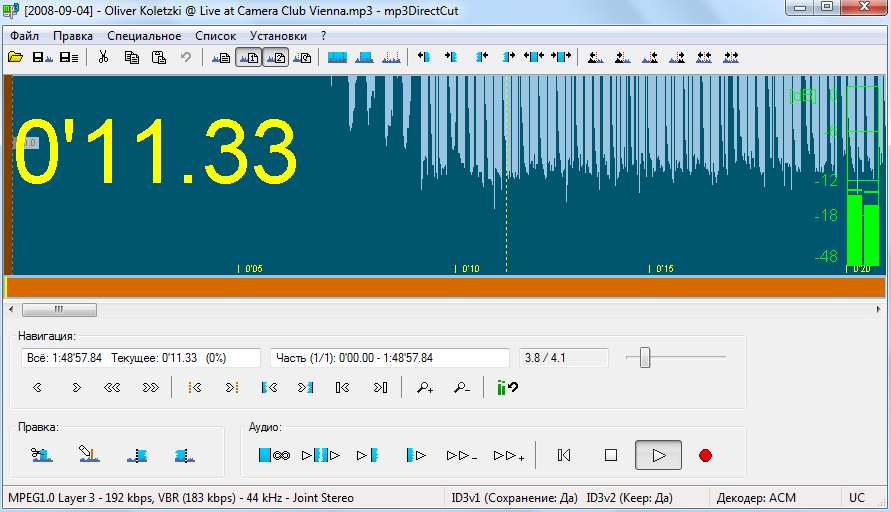 [2008-09-04] - Oliver Koletzki @ Live at Camera Club Vienna.mp3 - mp3DirectCut
Файл Правка Специальное Список Установки ?
[dB] 0
0'11.33
-6
-12
-18
-48
0'05 0'10 0'15 0'20
Навигация:
Всё: 1:48'57.84 Текущее: 0'11.33 (0%) Часть (1/1): 0'00.00 - 1:48'57.84 3.8 / 4.1
Правка: Аудио:
MPEG1.0 Layer 3 - 192 kbps, VBR (183 kbps) - 44 kHz - Joint Stereo ID3v1 (Сохранение: Да) ID3v2 (Keep: Да) Декодер: ACM UC